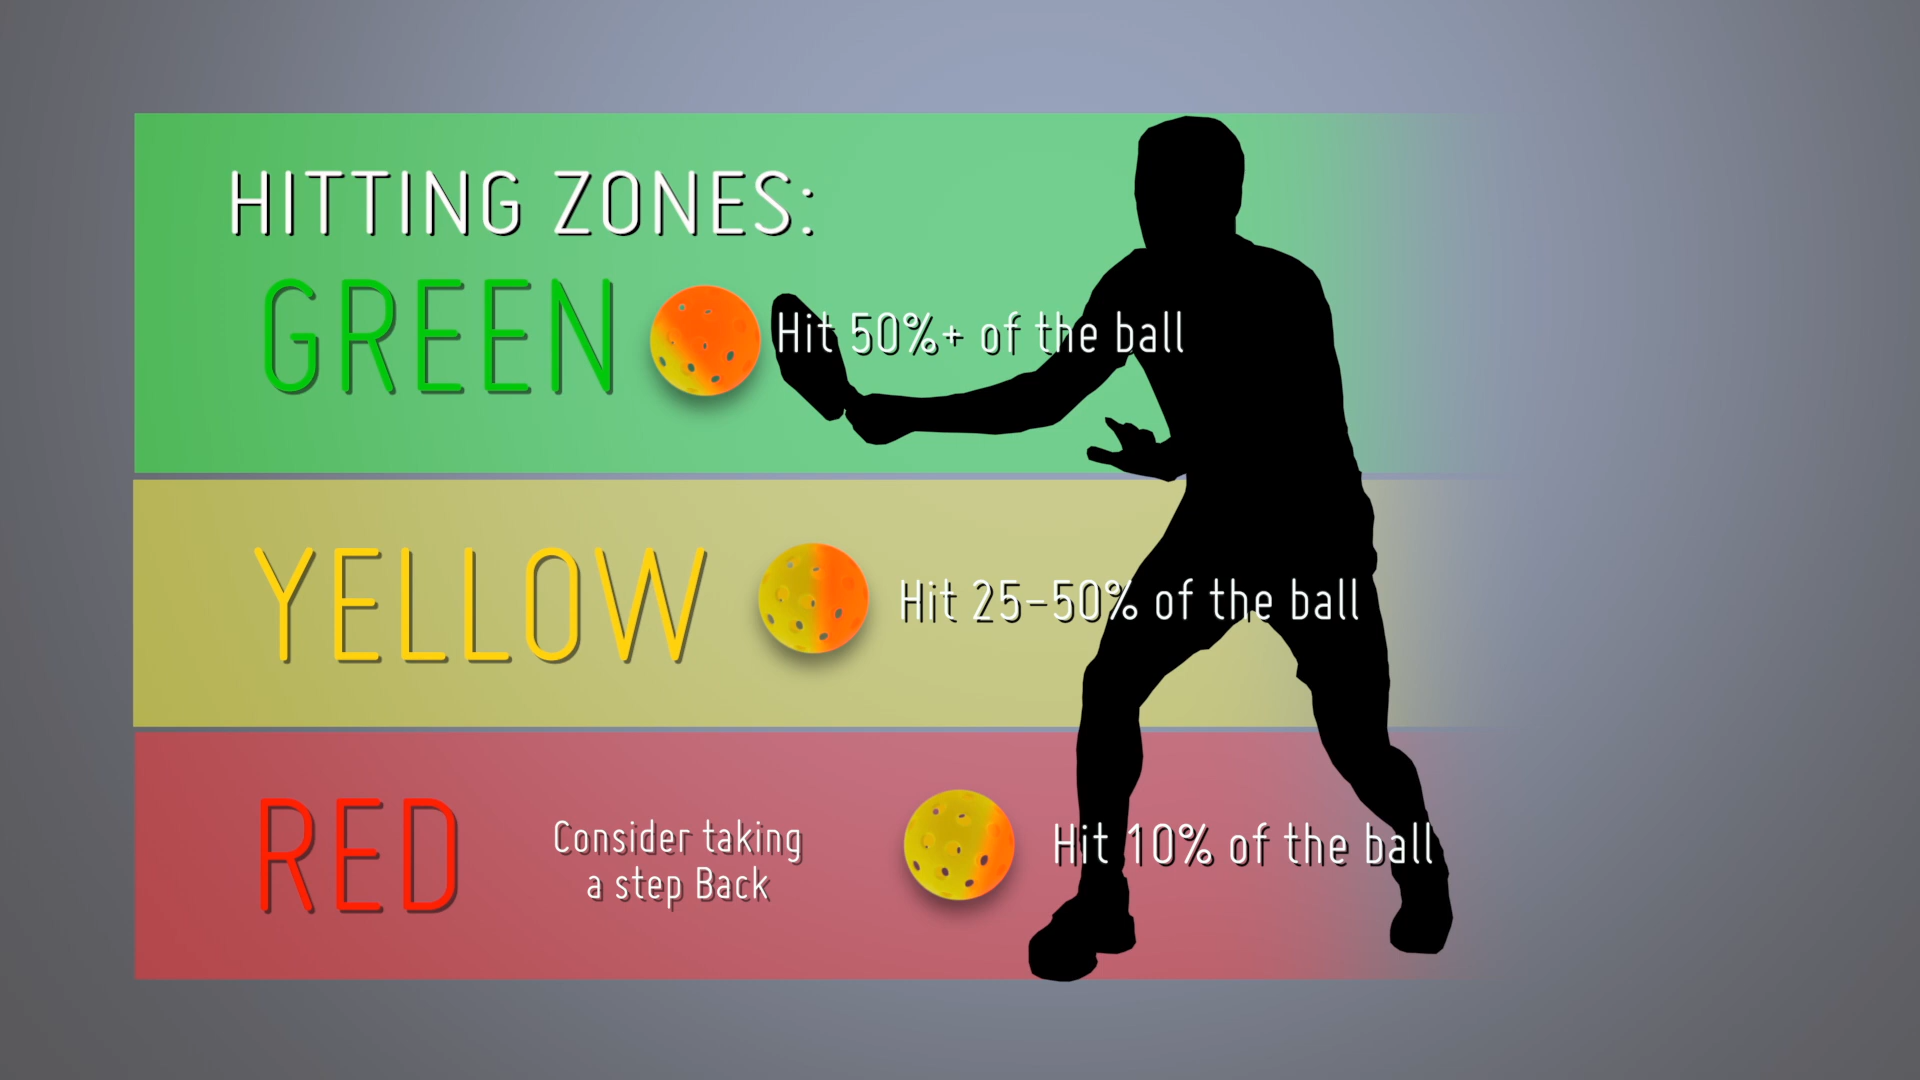 HITTING ZONES:
GREEN Hit 50%+ of the ball
YELLOW Hit 25-50% of the ball
RED Consider taking
a step Back
Hit 10% of the ball